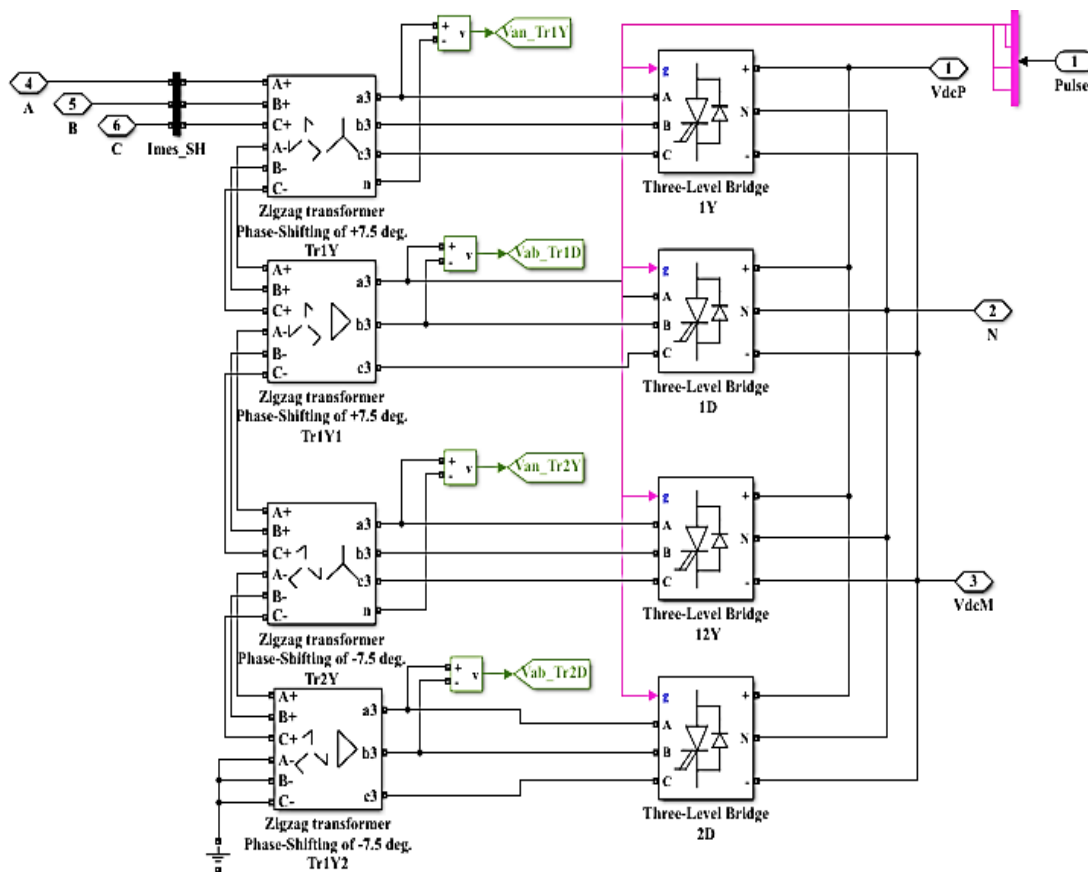 4
A
5
B
6
C
Imes_SH
A+
B+
C+
A-
B-
C-
a3
b3
c3
n
Zigzag transformer
Phase-Shifting of +7.5 deg.
Tr1Y
+
-
v
Van_Tr1Y
g
A
B
C
+
N
-
Three-Level Bridge
1Y
1
VdcP
1
Pulse
A+
B+
C+
A-
B-
C-
a3
b3
c3
Zigzag transformer
Phase-Shifting of +7.5 deg.
Tr1Y1
+
-
v
Vab_Tr1D
g
A
B
C
+
N
-
Three-Level Bridge
1D
2
N
A+
B+
C+
A-
B-
C-
a3
b3
c3
n
Zigzag transformer
Phase-Shifting of -7.5 deg.
Tr2Y
+
-
v
Van_Tr2Y
g
A
B
C
+
N
-
Three-Level Bridge
12Y
3
VdcM
A+
B+
C+
A-
B-
C-
a3
b3
c3
Zigzag transformer
Phase-Shifting of -7.5 deg.
Tr1Y2
+
-
v
Vab_Tr2D
g
A
B
C
+
N
-
Three-Level Bridge
2D